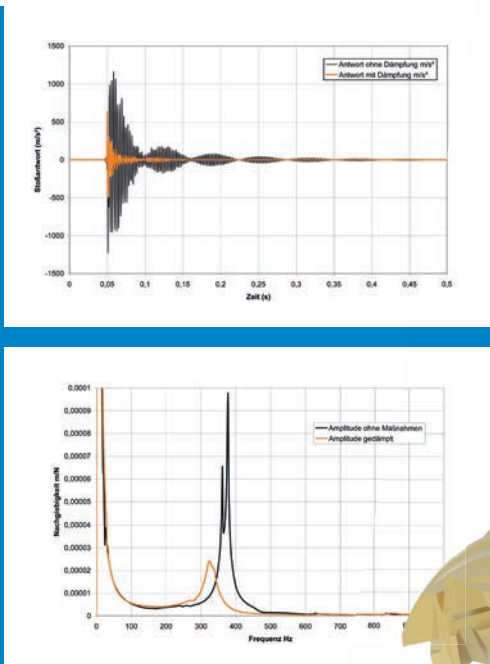 1500
1000
500
0
-500
-1000
-1500
Stoßantwort (m/s²)
Antwort ohne Dämpfung m/s²
Antwort mit Dämpfung m/s²
0 0,05 0,1 0,15 0,2 0,25 0,3 0,35 0,4 0,45 0,5
Zeit (s)
0,0001
0,00009
0,00008
0,00007
0,00006
0,00005
0,00004
0,00003
0,00002
0,00001
0
Nachgiebigkeit m/N
Amplitude ohne Maßnahmen
Amplitude gedämpft
0 100 200 300 400 500 600 700 800
Frequenz Hz